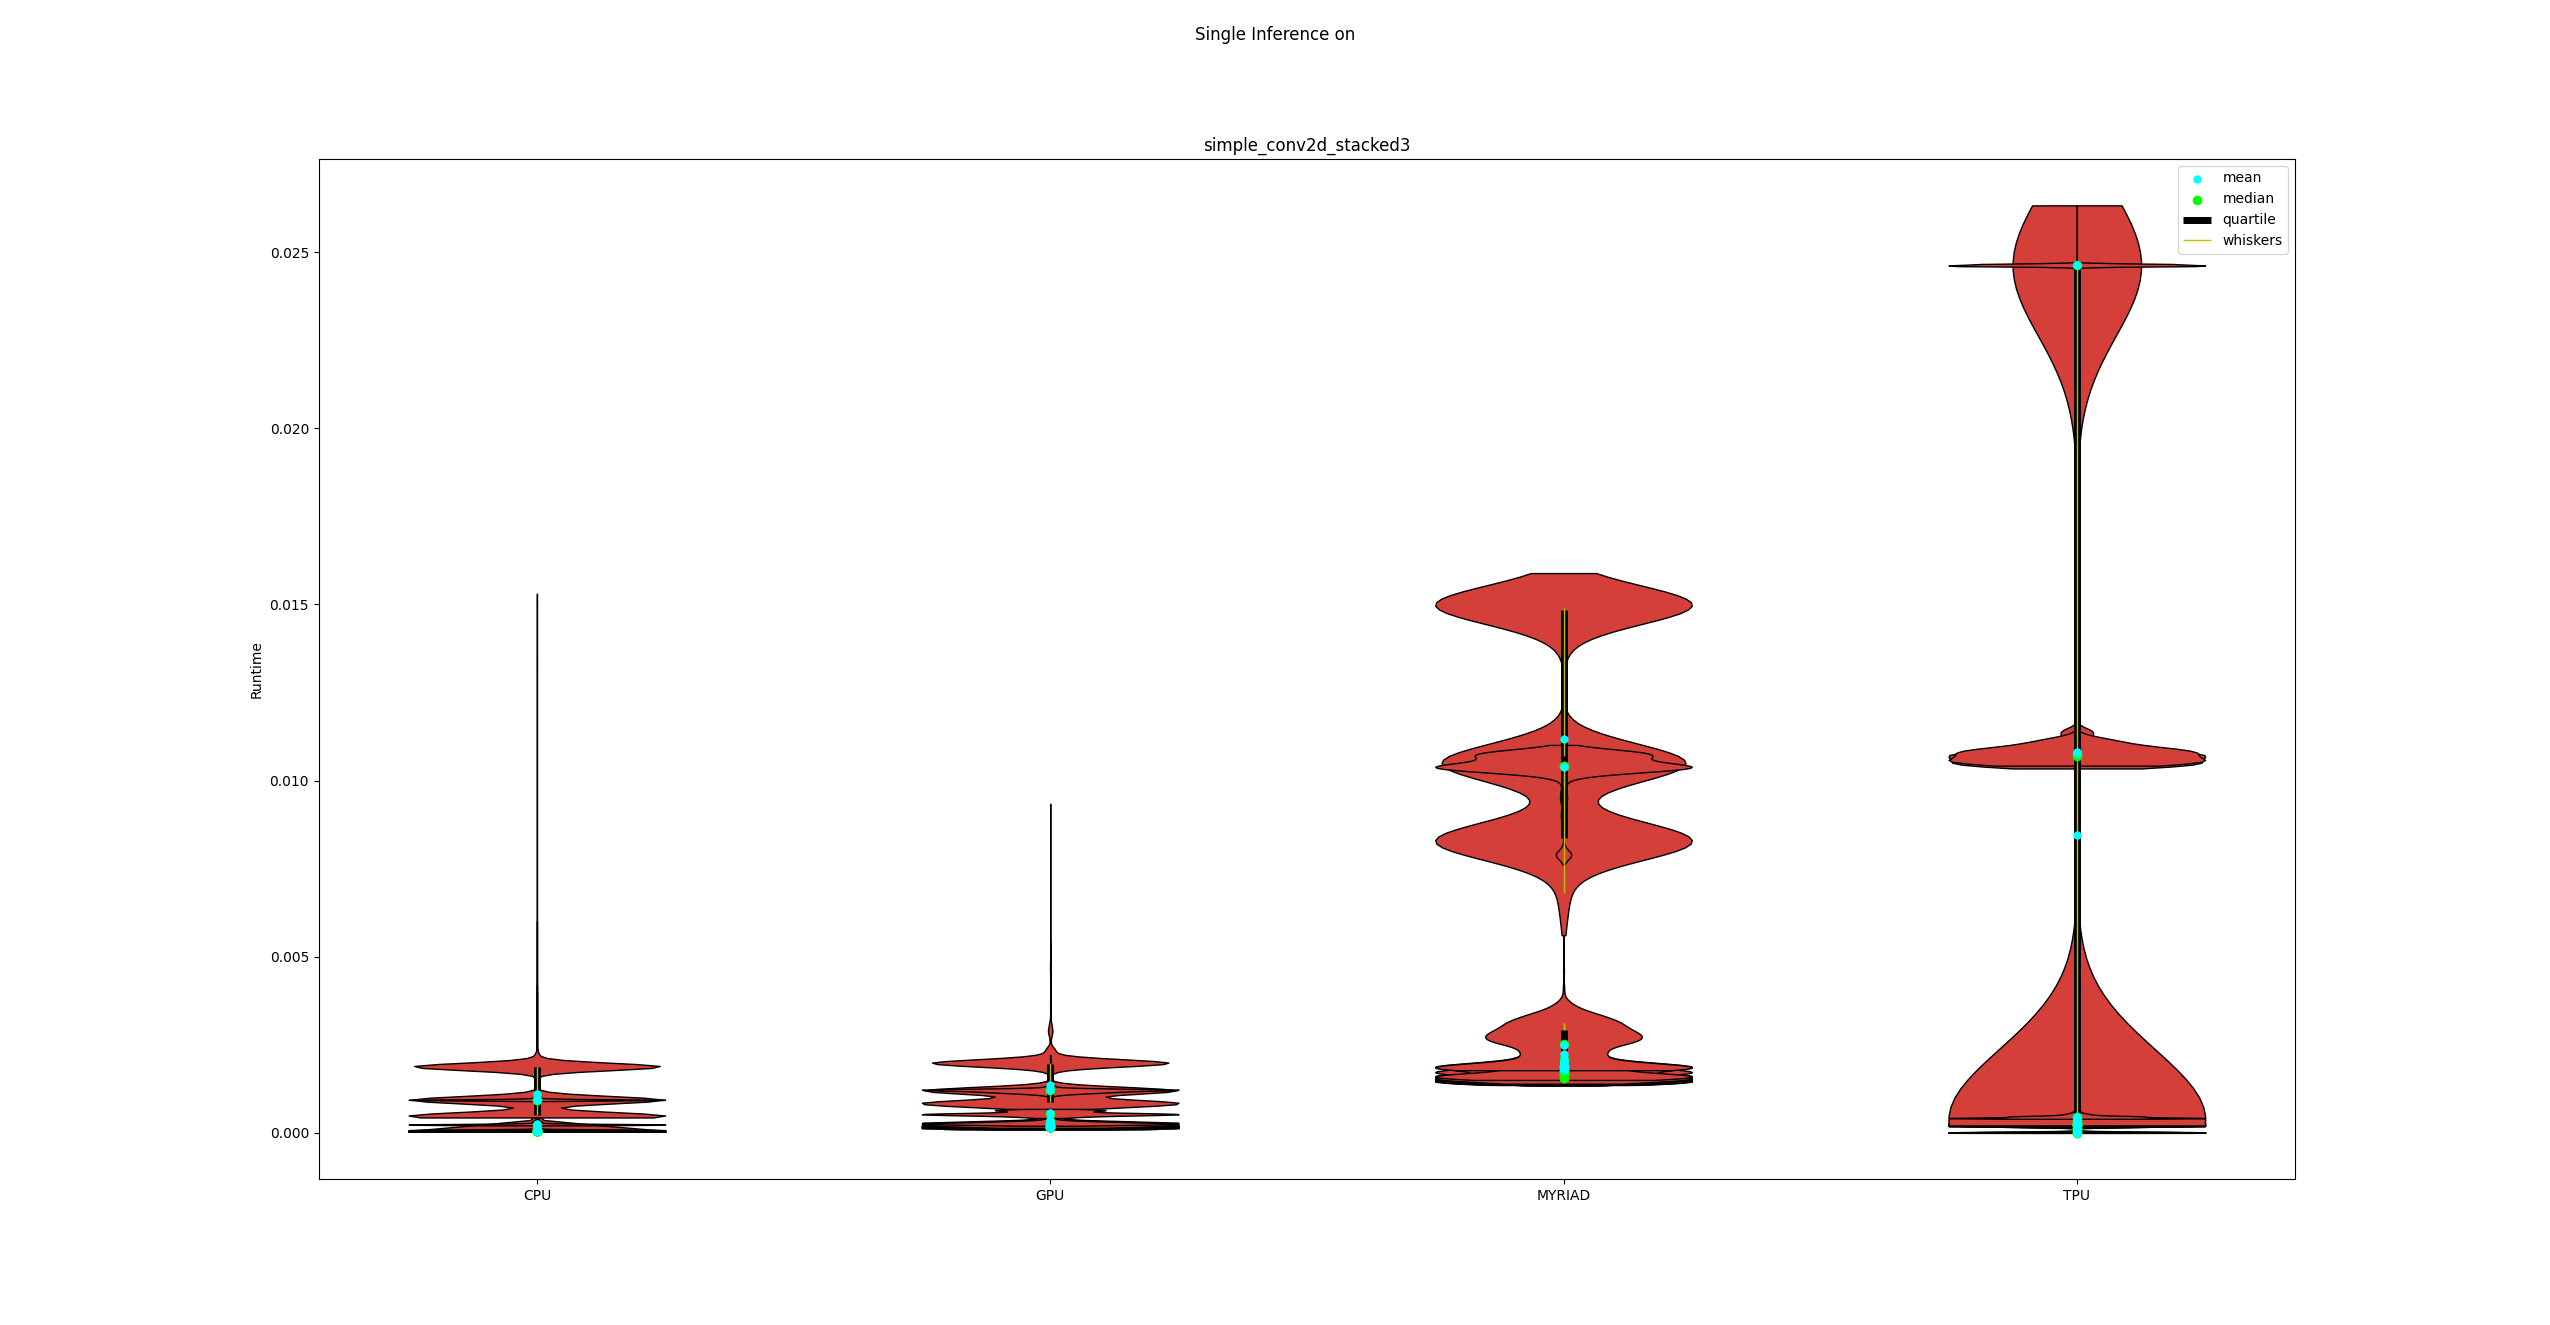 Single Inference on
simple_conv2d_stacked3
mean
median
quartile
whiskers
Runtime
0.025
0.020
0.015
0.010
0.005
0.000
CPU GPU MYRIAD TPU